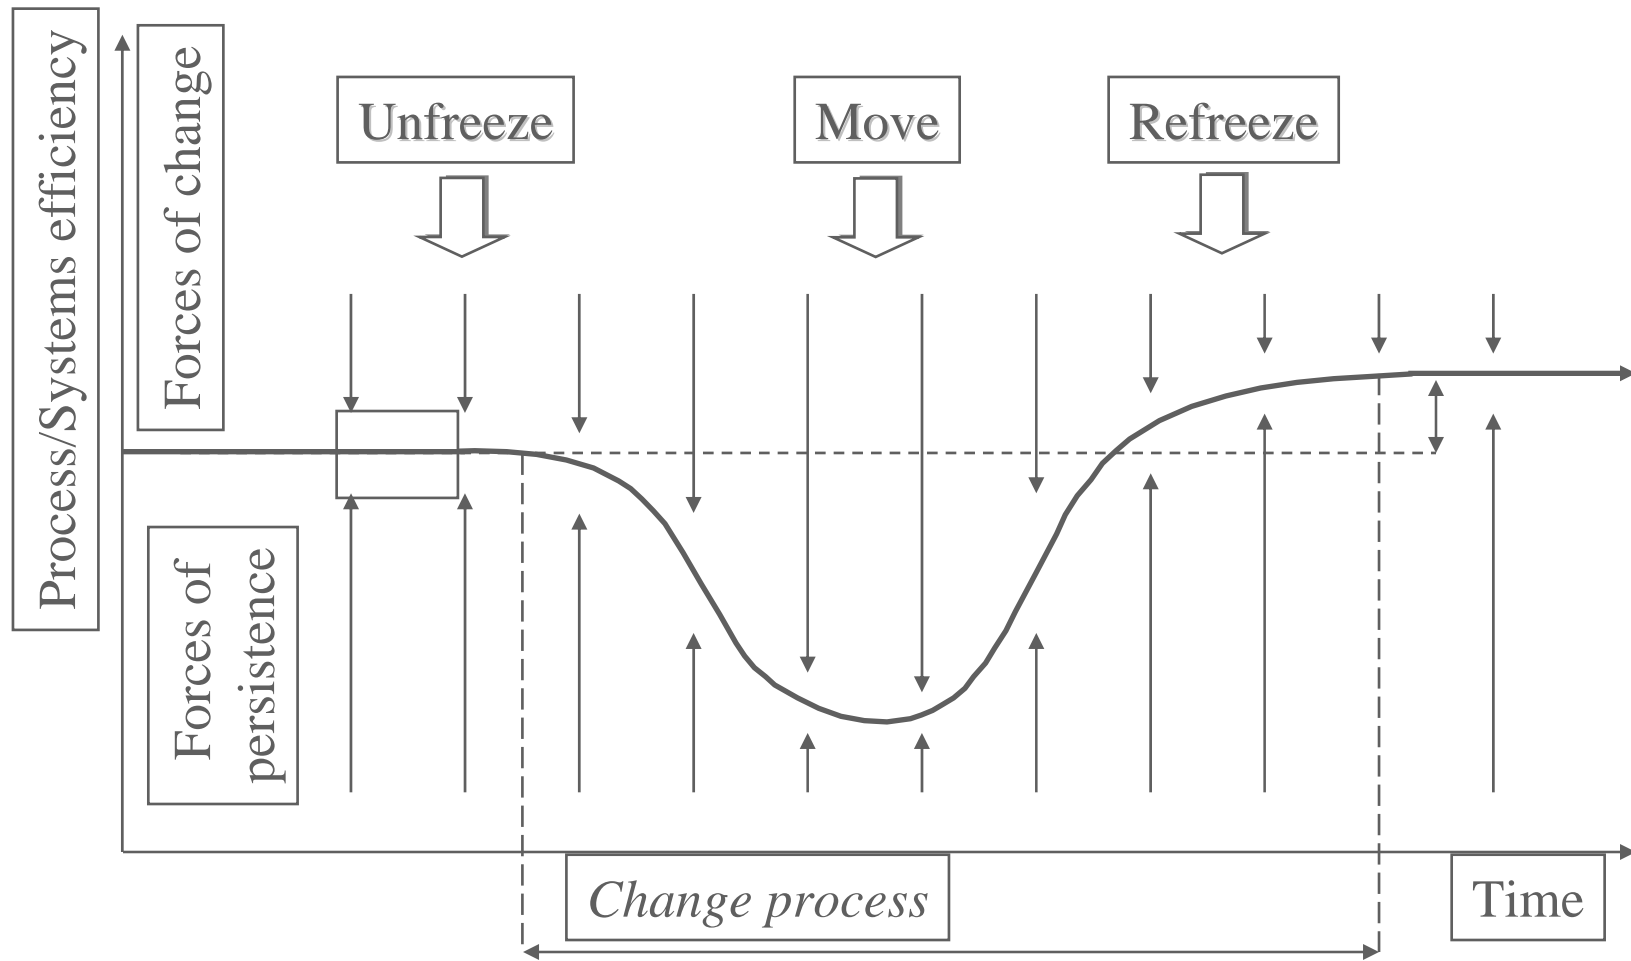 Process/Systems efficiency
Forces of change
Unfreeze
Move
Refreeze
Forces of
persistence
Change process
Time